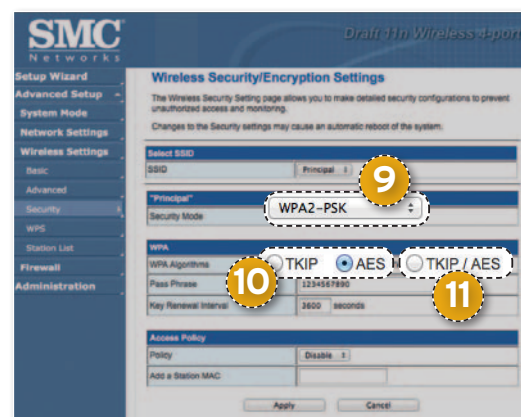 SMC
Networks
Draft 11n Wireless 4-port
Setup Wizard
Advanced Setup
System Mode
Network Settings
Wireless Settings
Basic
Advanced
Security
WPS
Station List
Firewall
Administration
Wireless Security/Encryption Settings
The Wireless Security Setting page allows you to make detailed security configurations to prevent
unauthorized access and monitoring.
Changes to the Security settings may cause an automatic reboot of the system.
Select SSID
SSID Principal
9
"Principal"
Security Mode WPA2-PSK
WPA
WPA Algorithms TKIP AES TKIP / AES
10
11
Pass Phrase 1234567890
Key Renewal Interval 3600 seconds
Access Policy
Policy Disable
Add a Station MAC
Apply Cancel